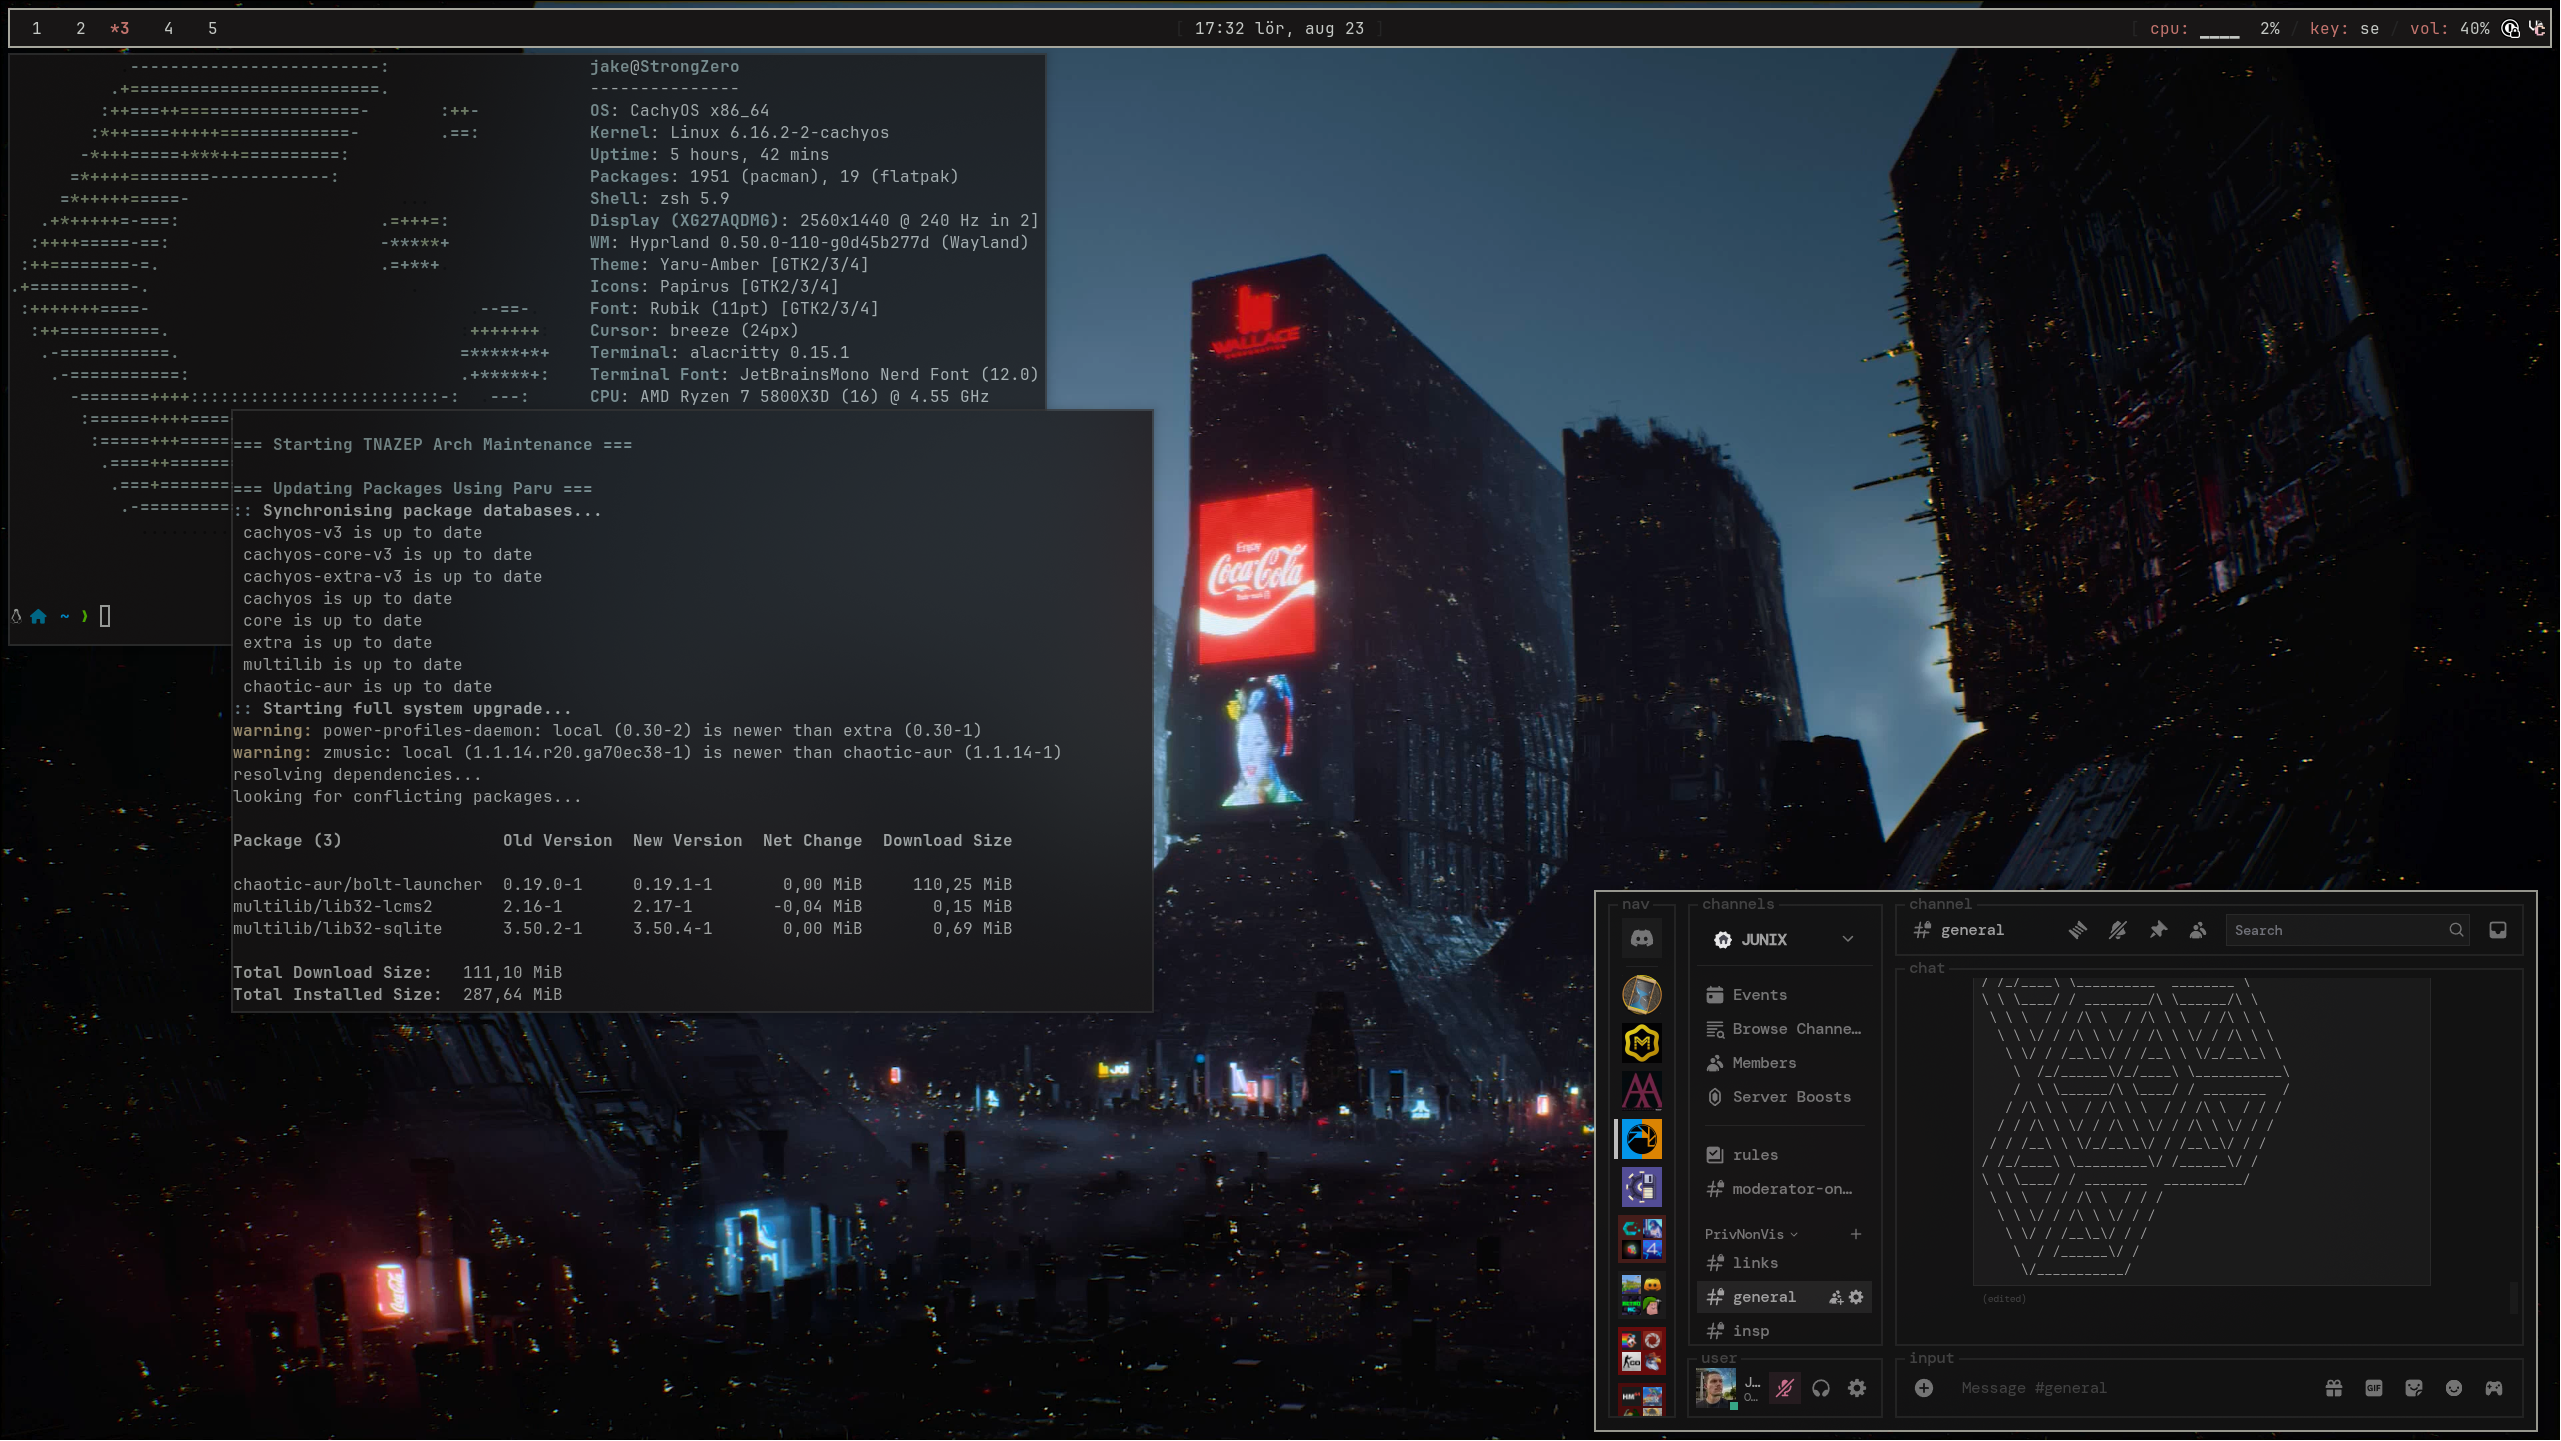 1 2 *3 4 5
17:32 lör, aug 23
cpu: ____ 2% / key: se / vol: 40%
jake@StrongZero
---------------
OS: CachyOS x86_64
Kernel: Linux 6.16.2-2-cachyos
Uptime: 5 hours, 42 mins
Packages: 1951 (pacman), 19 (flatpak)
Shell: zsh 5.9
Display (XG27AQDMG): 2560x1440 @ 240 Hz in 2]
WM: Hyprland 0.50.0-110-g0d45b277d (Wayland)
Theme: Yaru-Amber [GTK2/3/4]
Icons: Papirus [GTK2/3/4]
Font: Rubik (11pt) [GTK2/3/4]
Cursor: breeze (24px)
Terminal: alacritty 0.15.1
Terminal Font: JetBrainsMono Nerd Font (12.0)
CPU: AMD Ryzen 7 5800X3D (16) @ 4.55 GHz
~ ❯
=== Starting TNAZEP Arch Maintenance ===
=== Updating Packages Using Paru ===
:: Synchronising package databases...
cachyos-v3 is up to date
cachyos-core-v3 is up to date
cachyos-extra-v3 is up to date
cachyos is up to date
core is up to date
extra is up to date
multilib is up to date
chaotic-aur is up to date
:: Starting full system upgrade...
warning: power-profiles-daemon: local (0.30-2) is newer than extra (0.30-1)
warning: zmusic: local (1.1.14.r20.ga70ec38-1) is newer than chaotic-aur (1.1.14-1)
resolving dependencies...
looking for conflicting packages...
Package (3) Old Version New Version Net Change Download Size
chaotic-aur/bolt-launcher 0.19.0-1 0.19.1-1 0,00 MiB 110,25 MiB
multilib/lib32-lcms2 2.16-1 2.17-1 -0,04 MiB 0,15 MiB
multilib/lib32-sqlite 3.50.2-1 3.50.4-1 0,00 MiB 0,69 MiB
Total Download Size: 111,10 MiB
Total Installed Size: 287,64 MiB
WALLACE
CORPORATION
Enjoy
Coca-Cola
JOI
Coca-Cola
nav
channels
JUNIX
Events
Browse Channe…
Members
Server Boosts
rules
moderator-on…
PrivNonVis
links
general
insp
user
J…
O…
channel
general
Search
chat
(edited)
input
Message #general
GIF